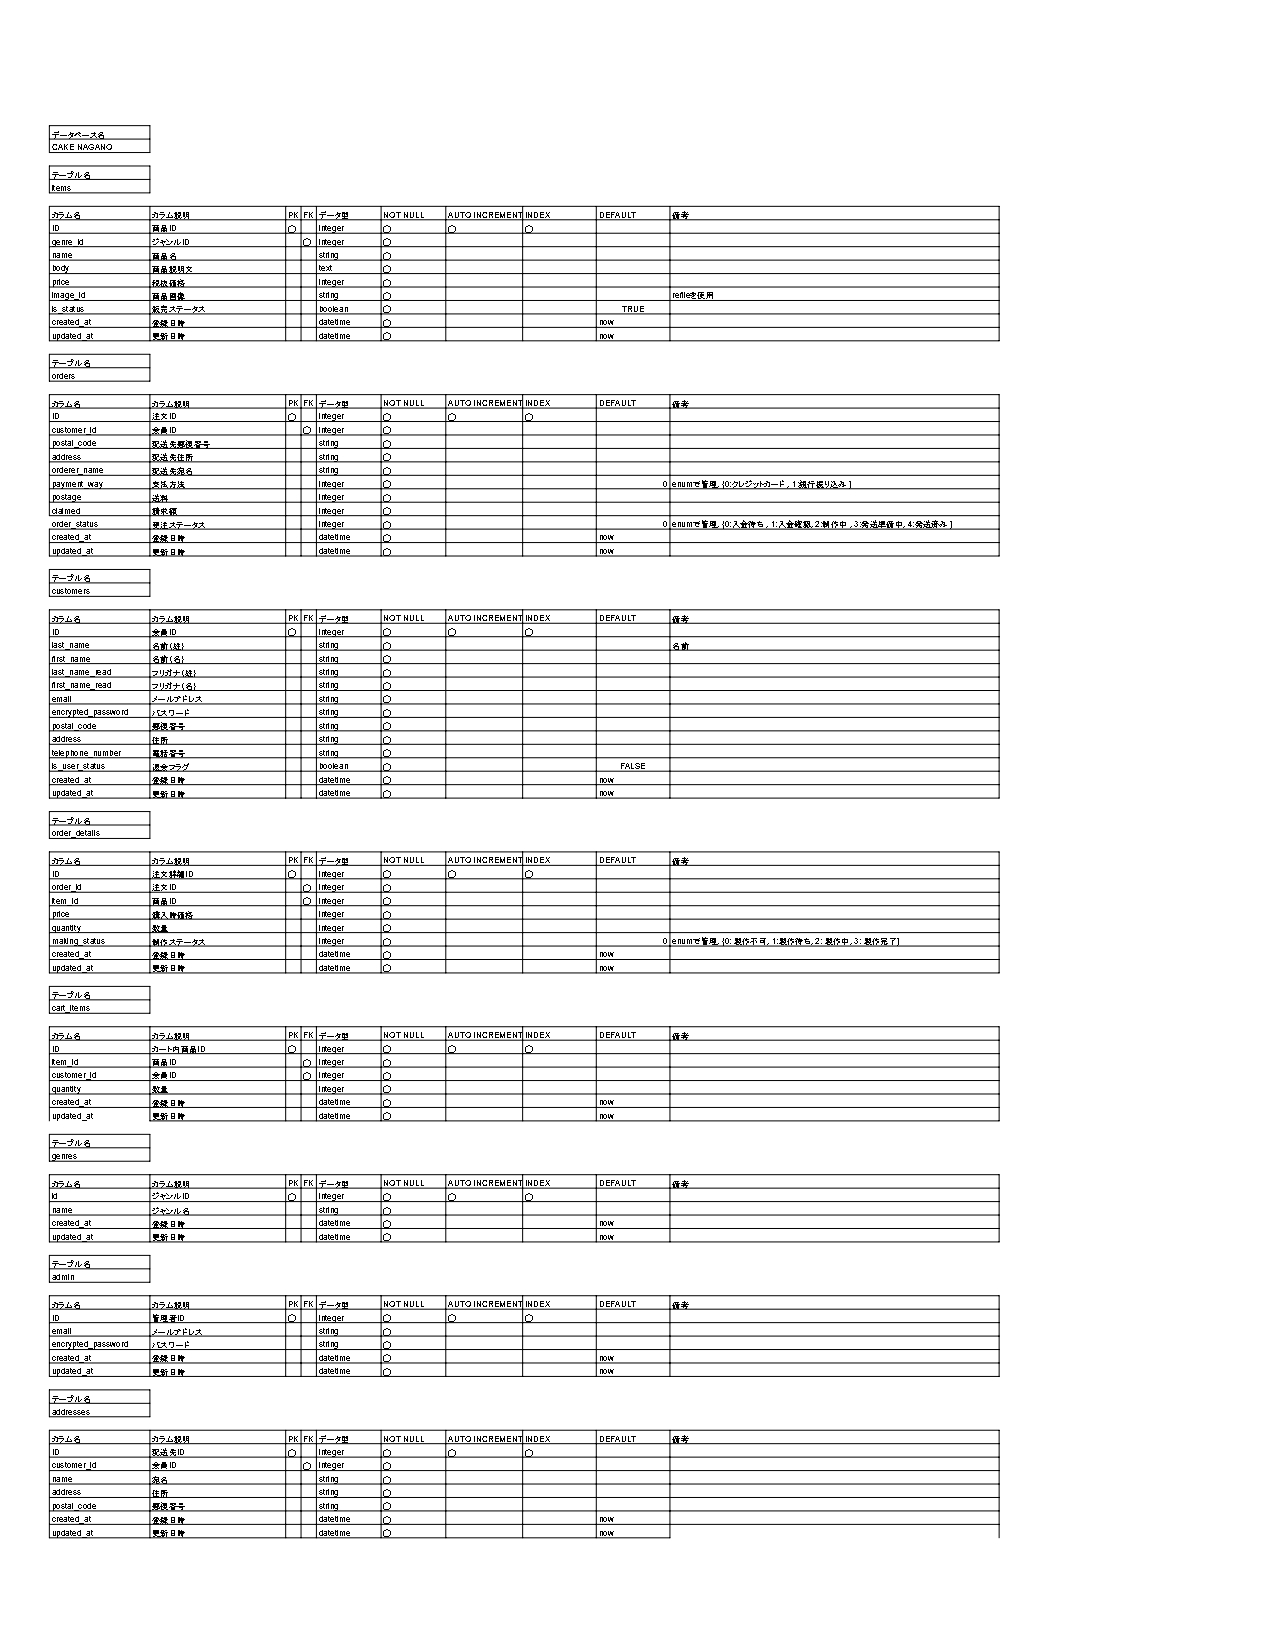 データベース名
CAKE NAGANO
テーブル名
items
カラム名 カラム説明 PK FK データ型 NOT NULL AUTO INCREMENT INDEX DEFAULT 備考
ID 商品ID ○ integer ○ ○ ○
genre_id ジャンルID ○ integer ○
name 商品名 string ○
body 商品説明文 text ○
price 税抜価格 integer ○
image_id 商品画像 string ○ refileを使用
is_status 販売ステータス boolean ○ TRUE
created_at 登録日時 datetime ○ now
updated_at 更新日時 datetime ○ now
テーブル名
orders
カラム名 カラム説明 PK FK データ型 NOT NULL AUTO INCREMENT INDEX DEFAULT 備考
ID 注文ID ○ integer ○ ○ ○
customer_id 会員ID ○ integer ○
postal_code 配送先郵便番号 string ○
address 配送先住所 string ○
orderer_name 配送先宛名 string ○
payment_way 支払方法 integer ○ 0 enumで管理, {0:クレジットカード, 1:銀行振り込み }
postage 送料 integer ○
claimed 請求額 integer ○
order_status 受注ステータス integer ○ 0 enumで管理, {0:入金待ち, 1:入金確認, 2:制作中, 3:発送準備中, 4:発送済み }
created_at 登録日時 datetime ○ now
updated_at 更新日時 datetime ○ now
テーブル名
customers
カラム名 カラム説明 PK FK データ型 NOT NULL AUTO INCREMENT INDEX DEFAULT 備考
ID 会員ID ○ integer ○ ○ ○
last_name 名前(姓) string ○ 名前
first_name 名前(名) string ○
last_name_read フリガナ(姓) string ○
first_name_read フリガナ(名) string ○
email メールアドレス string ○
encrypted_password パスワード string ○
postal_code 郵便番号 string ○
address 住所 string ○
telephone_number 電話番号 string ○
is_user_status 退会フラグ boolean ○ FALSE
created_at 登録日時 datetime ○ now
updated_at 更新日時 datetime ○ now
テーブル名
order_details
カラム名 カラム説明 PK FK データ型 NOT NULL AUTO INCREMENT INDEX DEFAULT 備考
ID 注文詳細ID ○ integer ○ ○ ○
order_id 注文ID ○ integer ○
item_id 商品ID ○ integer ○
price 購入時価格 integer ○
quantity 数量 integer ○
making_status 制作ステータス integer ○ 0 enumで管理, {0: 製作不可, 1:製作待ち, 2: 製作中, 3: 製作完了}
created_at 登録日時 datetime ○ now
updated_at 更新日時 datetime ○ now
テーブル名
cart_items
カラム名 カラム説明 PK FK データ型 NOT NULL AUTO INCREMENT INDEX DEFAULT 備考
ID カート内商品ID ○ integer ○ ○ ○
item_id 商品ID ○ integer ○
customer_id 会員ID ○ integer ○
quantity 数量 integer ○
created_at 登録日時 datetime ○ now
updated_at 更新日時 datetime ○ now
テーブル名
genres
カラム名 カラム説明 PK FK データ型 NOT NULL AUTO INCREMENT INDEX DEFAULT 備考
id ジャンルID ○ integer ○ ○ ○
name ジャンル名 string ○
created_at 登録日時 datetime ○ now
updated_at 更新日時 datetime ○ now
テーブル名
admin
カラム名 カラム説明 PK FK データ型 NOT NULL AUTO INCREMENT INDEX DEFAULT 備考
ID 管理者ID ○ integer ○ ○ ○
email メールアドレス string ○
encrypted_password パスワード string ○
created_at 登録日時 datetime ○ now
updated_at 更新日時 datetime ○ now
テーブル名
addresses
カラム名 カラム説明 PK FK データ型 NOT NULL AUTO INCREMENT INDEX DEFAULT 備考
ID 配送先ID ○ integer ○ ○ ○
customer_id 会員ID ○ integer ○
name 宛名 string ○
address 住所 string ○
postal_code 郵便番号 string ○
created_at 登録日時 datetime ○ now
updated_at 更新日時 datetime ○ now